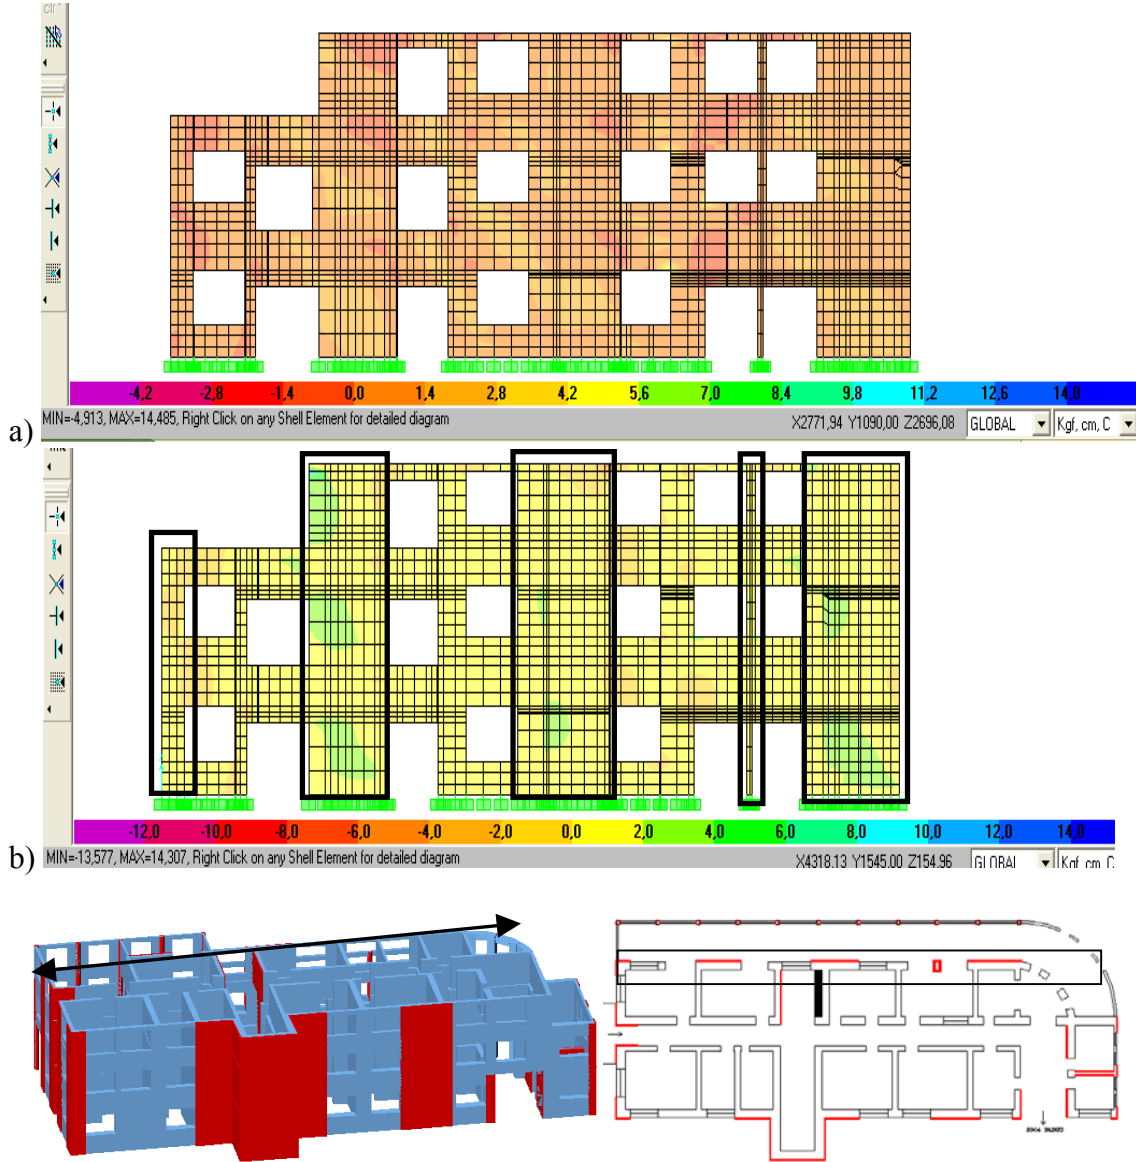 clr
-4,2 -2,8 -1,4 0,0 1,4 2,8 4,2 5,6 7,0 8,4 9,8 11,2 12,6 14,0
a) MIN=-4,913, MAX=14,485, Right Click on any Shell Element for detailed diagram X2771,94 Y1090,00 Z2696,08 GLOBAL Kgf, cm, C
-12,0 -10,0 -8,0 -6,0 -4,0 -2,0 0,0 2,0 4,0 6,0 8,0 10,0 12,0 14,0
b) MIN=-13,577, MAX=14,307, Right Click on any Shell Element for detailed diagram X4318,13 Y1545,00 Z154,96 GLOBAL Kgf, cm, C